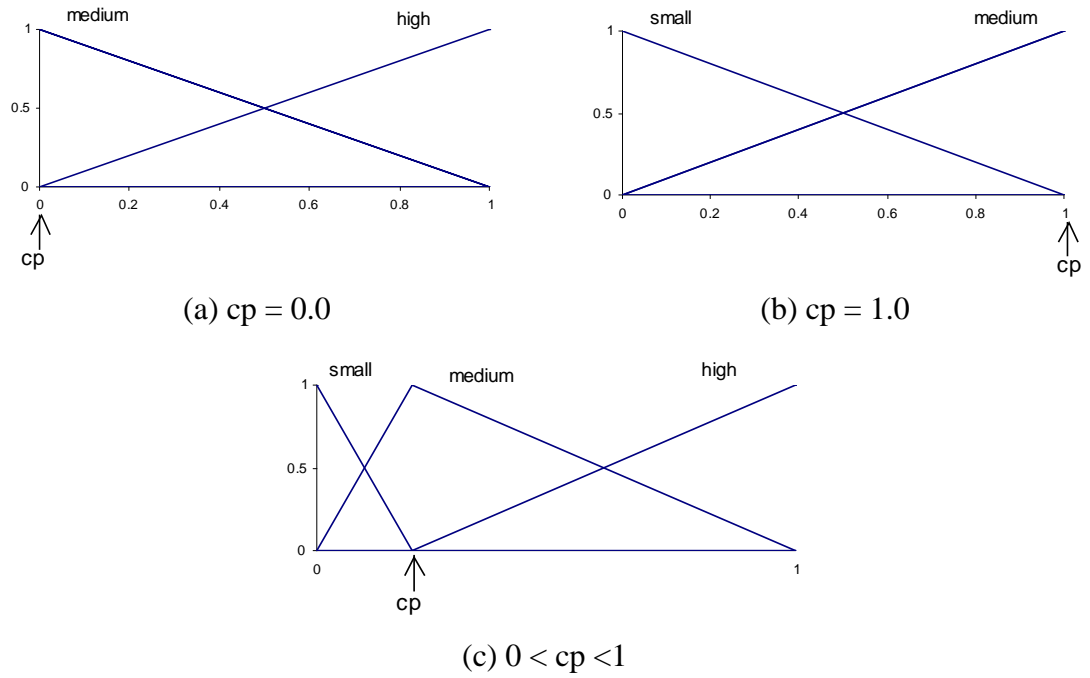 medium high
1
0.5
0
0 0.2 0.4 0.6 0.8 1
cp
(a) cp = 0.0
small medium
1
0.5
0
0 0.2 0.4 0.6 0.8 1
cp
(b) cp = 1.0
small medium high
1
0.5
0
0 1
cp
(c) 0 < cp <1